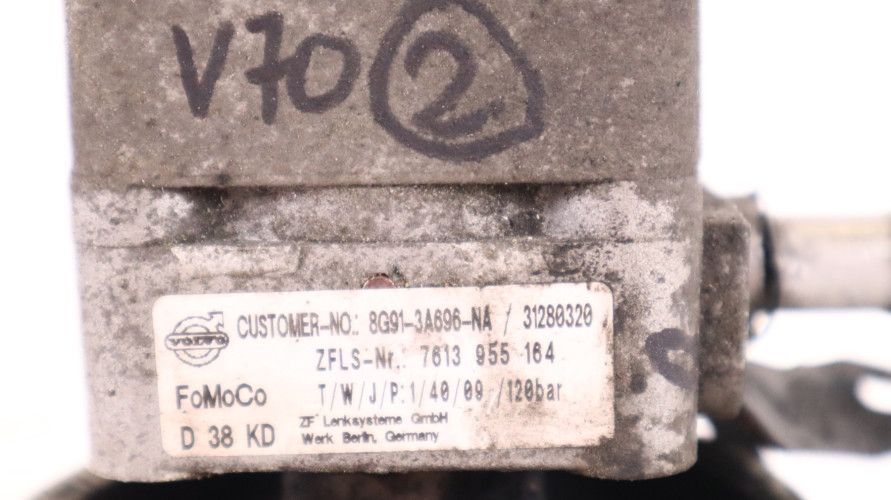 V70 2
CUSTOMER-NO.: 8G91-3A696-NA / 31280320
VOLVO
ZFLS-Nr.: 7613 955 164
FoMoCo T/W/J/P:1/40/09 /120bar
ZF Lenksysteme GmbH
D 38 KD Werk Berlin, Germany